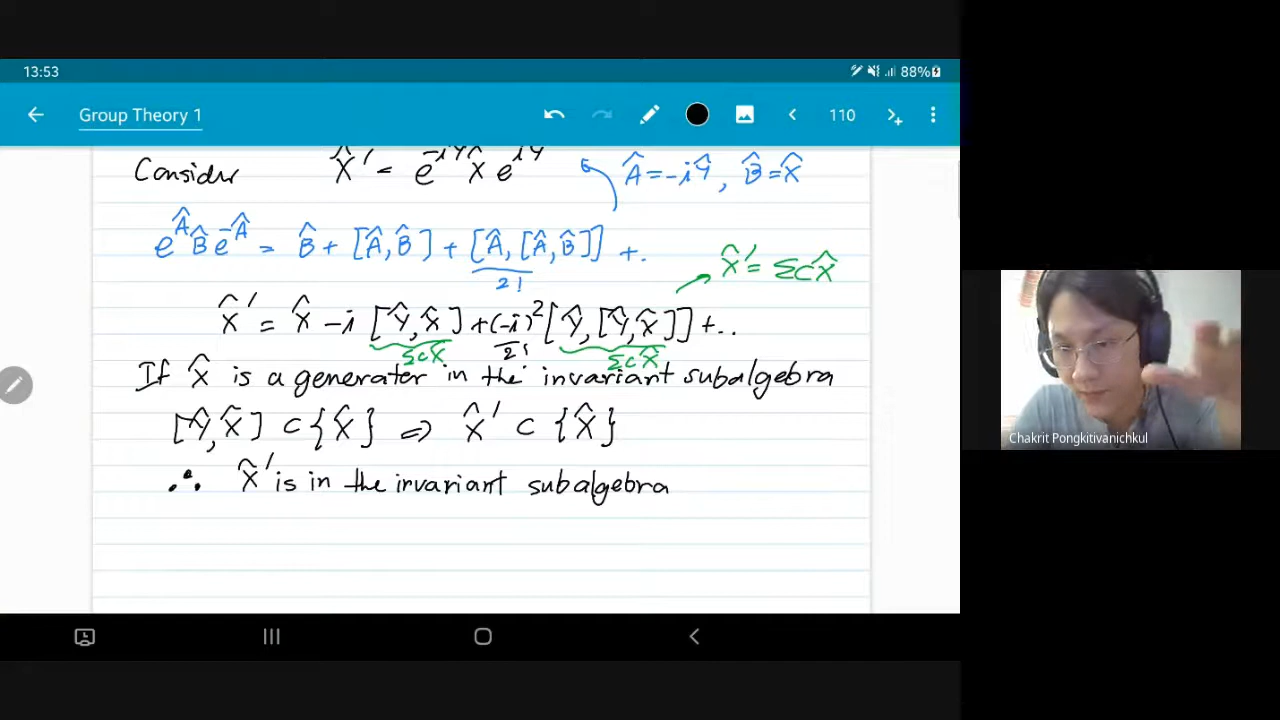 13:53
88%
Group Theory 1
110
Consider X̂' = e^{-iŶ} X̂ e^{iŶ}
Â = -iŶ, B̂ = X̂
e^{Â} B̂ e^{-Â} = B̂ + [Â, B̂] + [Â, [Â, B̂]]/2! + ..
X̂' = ΣcX̂
X̂' = X̂ - i [Ŷ, X̂] + (-i)²/2! [Ŷ, [Ŷ, X̂]] + ..
ΣcX̂ ΣcX̂
If X̂ is a generater in the invariant subalgebra
[Ŷ, X̂] ⊂ {X̂} ⇒ X̂' ⊂ {X̂}
∴ X̂' is in the invariant subalgebra
Chakrit Pongkitivanichkul